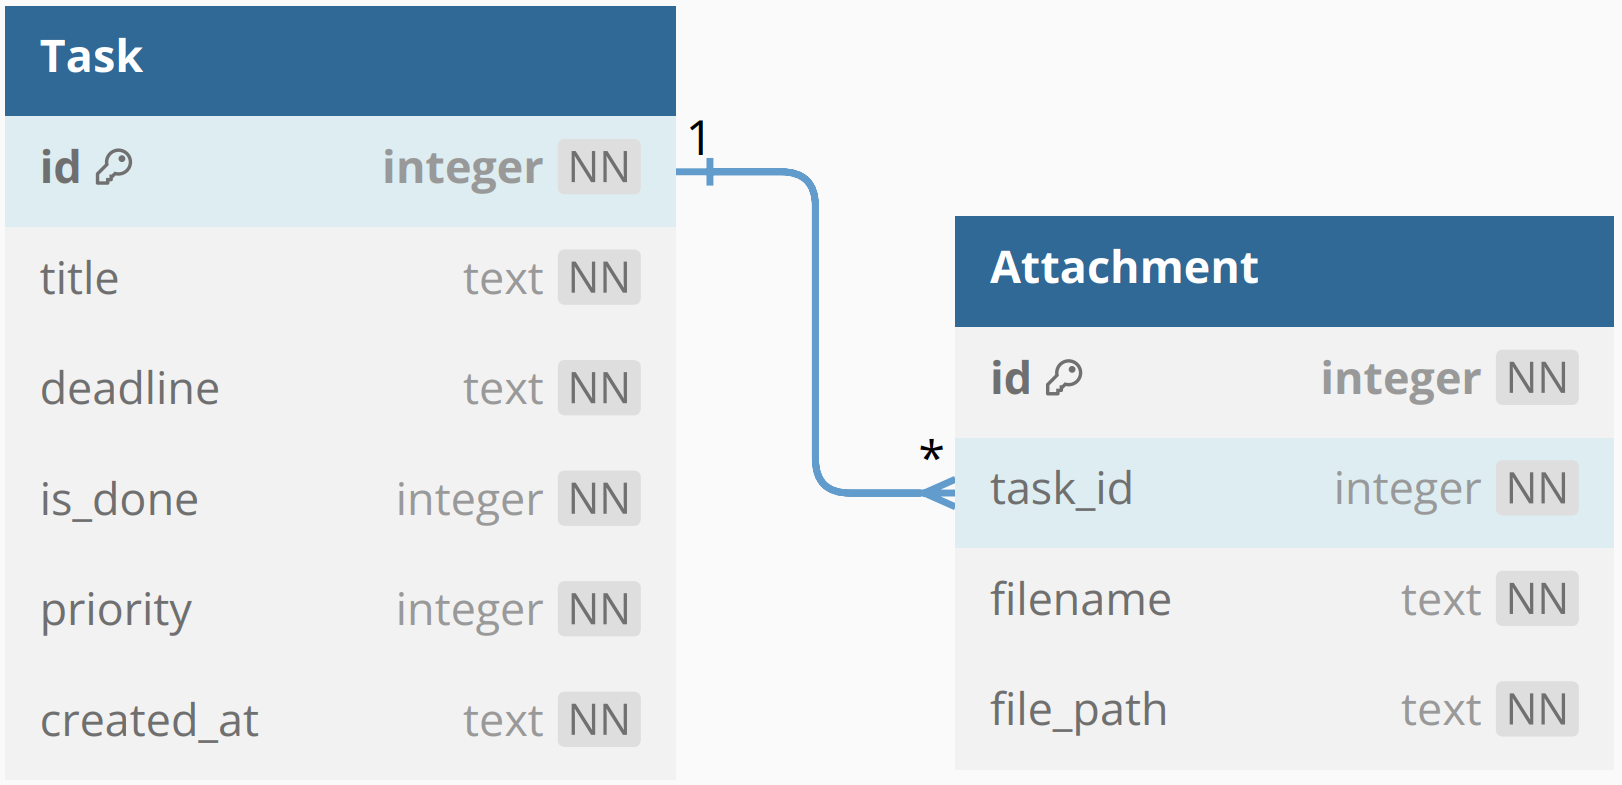 Task
id integer NN
title text NN
deadline text NN
is_done integer NN
priority integer NN
created_at text NN
1
*
Attachment
id integer NN
task_id integer NN
filename text NN
file_path text NN